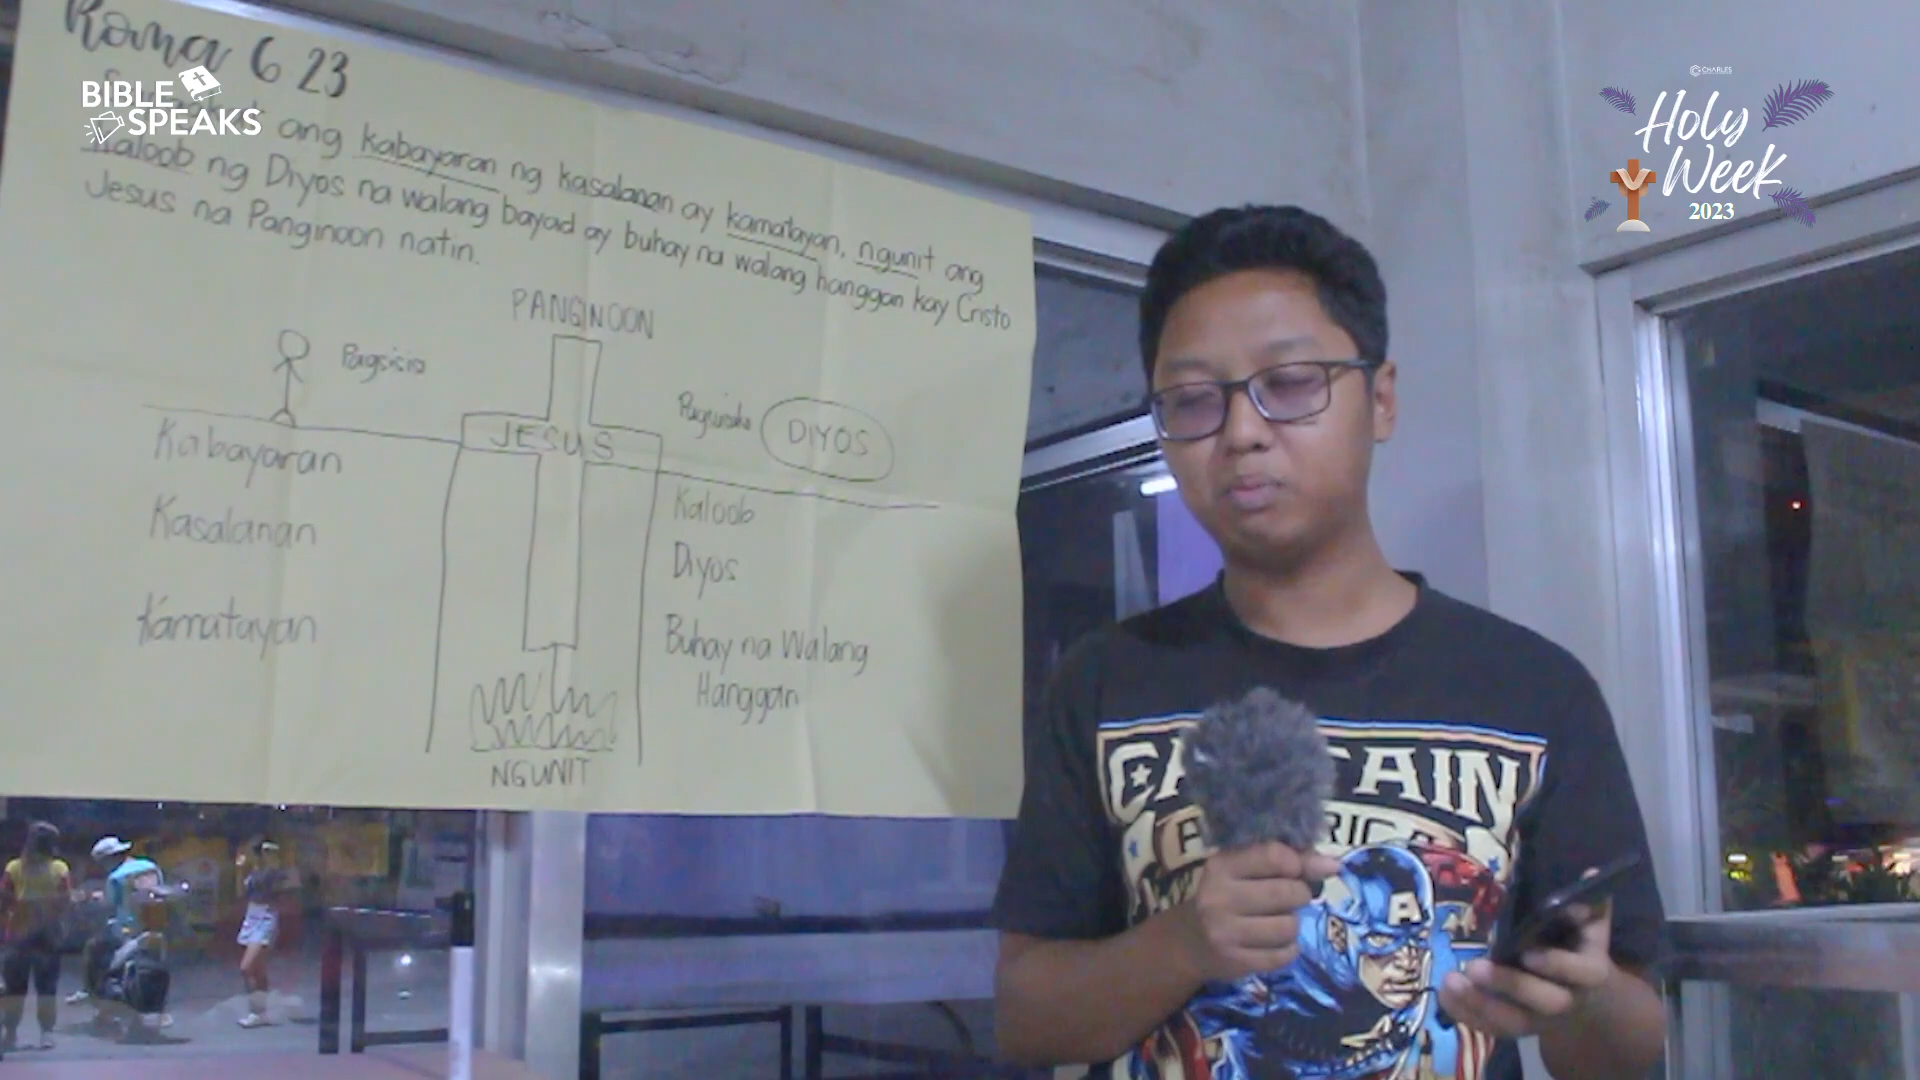 Roma 6 23
ang kabayaran ng kasalanan ay kamatayan, ngunit ang
Kaloob ng Diyos na walang bayad ay buhay na walang hanggan kay Cristo
Jesus na Panginoon natin.
PANGINOON
Pagsisisi
JESUS
DIYOS
Kabayaran
Kasalanan
Kamatayan
Kaloob
Diyos
Buhay na Walang
Hanggan
NGUNIT
BIBLE
SPEAKS
CHARLES
Holy
Week
2023
CAPTAIN